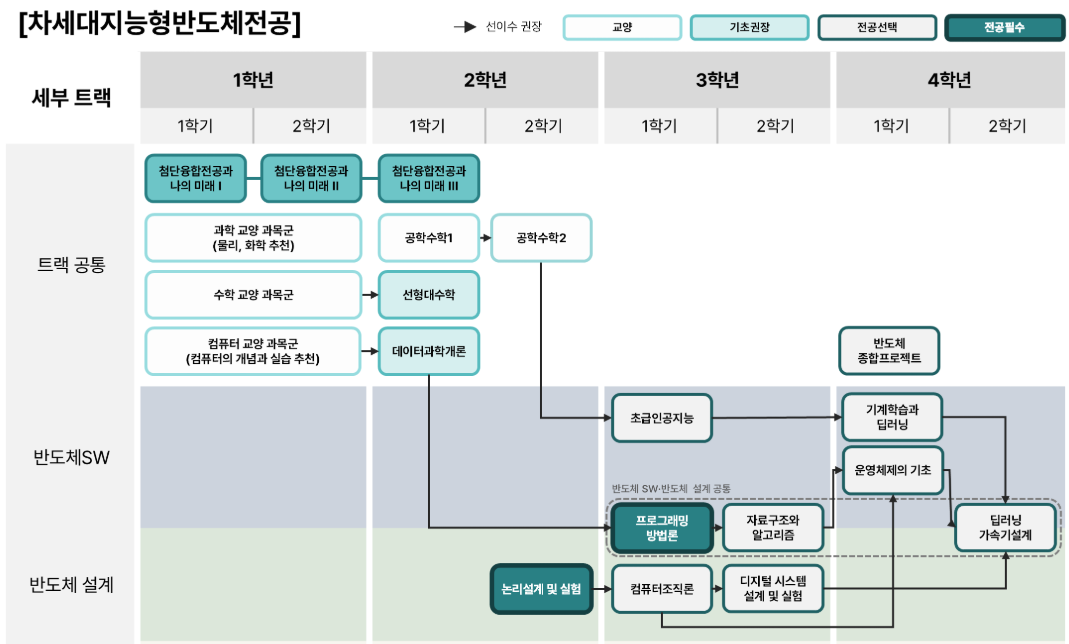 [차세대지능형반도체전공]
선이수 권장
교양
기초권장
전공선택
전공필수
세부 트랙
1학년
2학년
3학년
4학년
1학기
2학기
1학기
2학기
1학기
2학기
1학기
2학기
트랙 공통
첨단융합전공과
나의 미래 I
첨단융합전공과
나의 미래 II
첨단융합전공과
나의 미래 III
과학 교양 과목군
(물리, 화학 추천)
공학수학1
공학수학2
수학 교양 과목군
선형대수학
컴퓨터 교양 과목군
(컴퓨터의 개념과 실습 추천)
데이터과학개론
반도체
종합프로젝트
반도체SW
초급인공지능
기계학습과
딥러닝
운영체제의 기초
반도체 SW·반도체 설계 공통
프로그래밍
방법론
자료구조와
알고리즘
딥러닝
가속기설계
반도체 설계
논리설계 및 실험
컴퓨터조직론
디지털 시스템
설계 및 실험